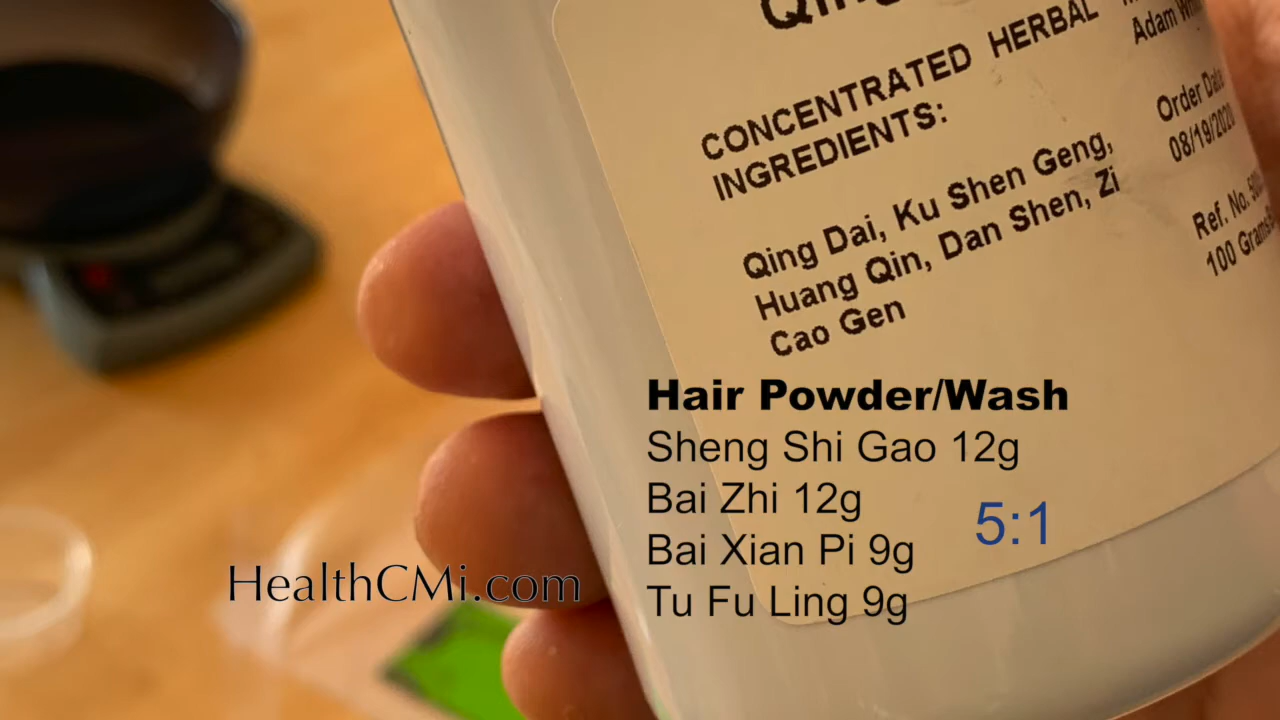 CONCENTRATED HERBAL
INGREDIENTS:
Qing Dai, Ku Shen Geng,
Huang Qin, Dan Shen, Zi
Cao Gen
Adam
Order Date
08/19/2020
Ref. No.
100 Grams
Hair Powder/Wash
Sheng Shi Gao 12g
Bai Zhi 12g
5:1
Bai Xian Pi 9g
Tu Fu Ling 9g
HealthCMi.com